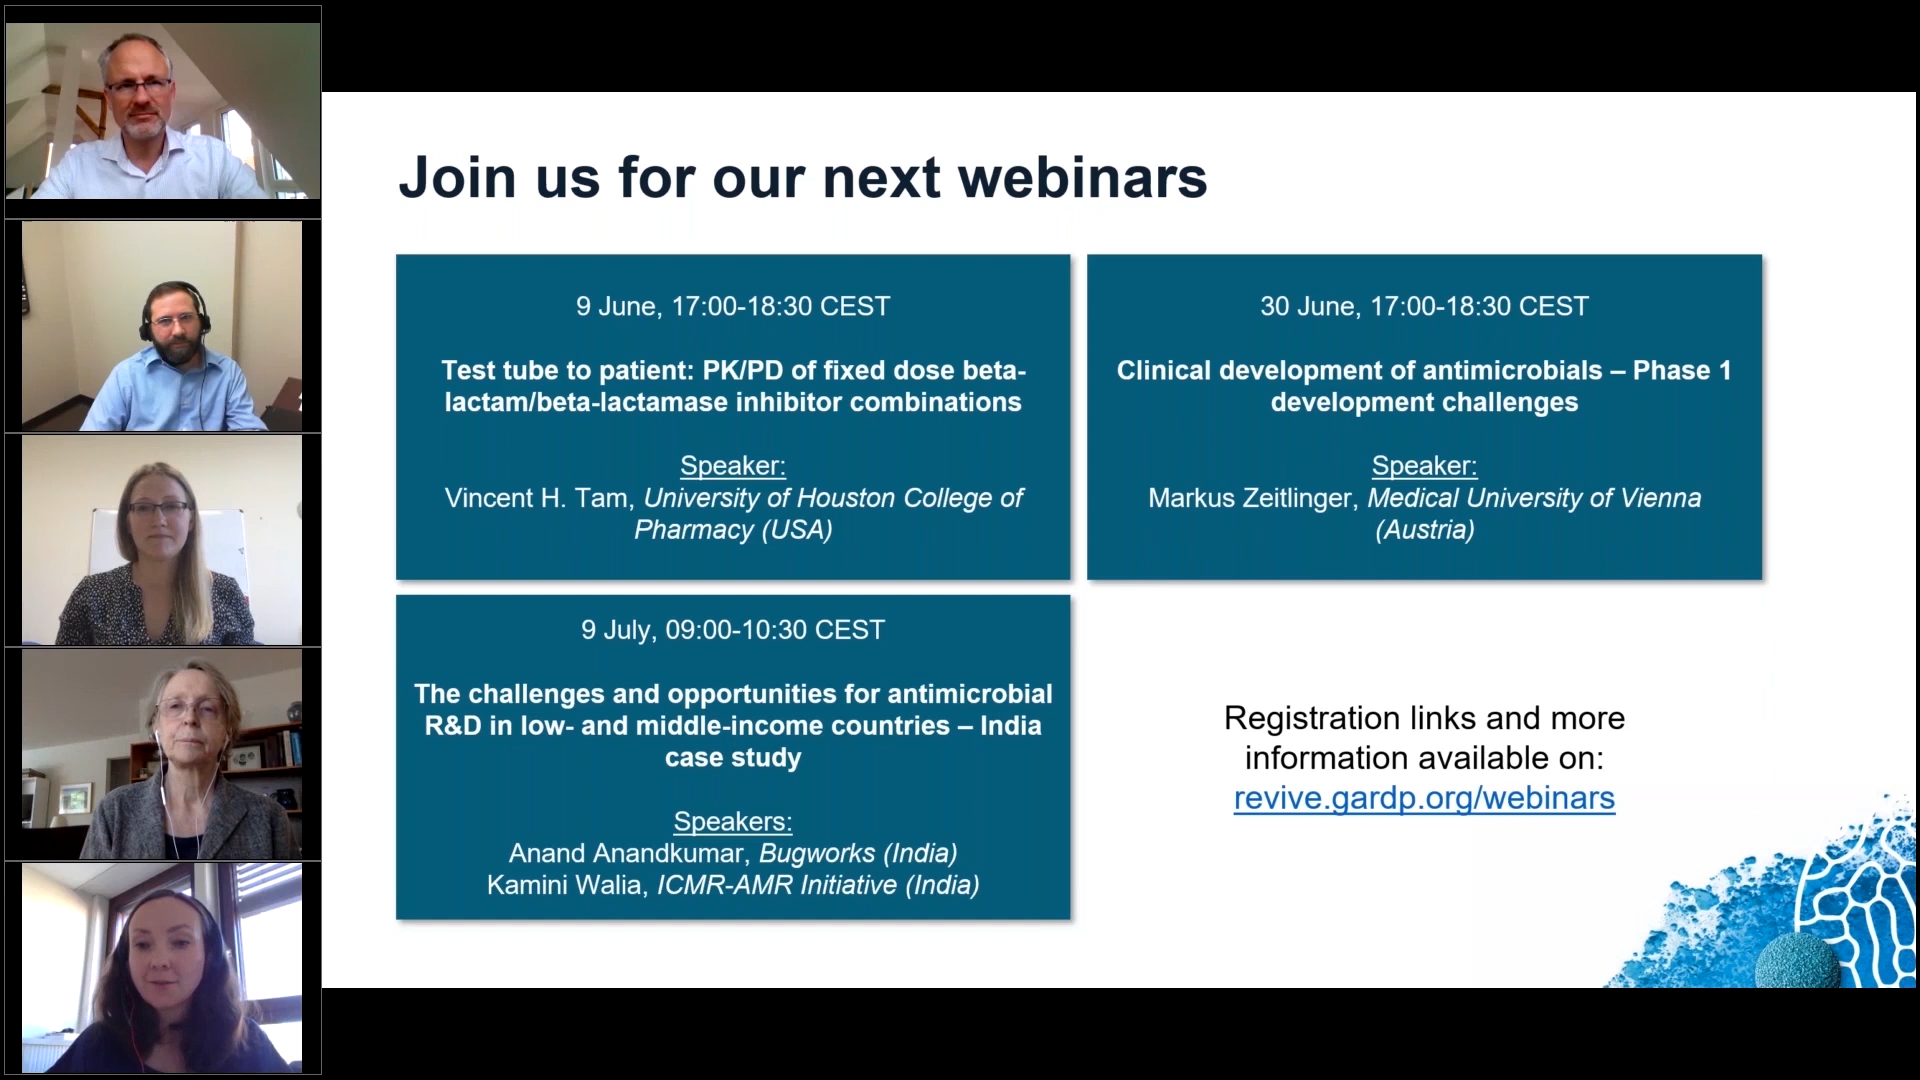 Join us for our next webinars
9 June, 17:00-18:30 CEST
Test tube to patient: PK/PD of fixed dose beta-
lactam/beta-lactamase inhibitor combinations
Speaker:
Vincent H. Tam, University of Houston College of
Pharmacy (USA)
30 June, 17:00-18:30 CEST
Clinical development of antimicrobials – Phase 1
development challenges
Speaker:
Markus Zeitlinger, Medical University of Vienna
(Austria)
9 July, 09:00-10:30 CEST
The challenges and opportunities for antimicrobial
R&D in low- and middle-income countries – India
case study
Speakers:
Anand Anandkumar, Bugworks (India)
Kamini Walia, ICMR-AMR Initiative (India)
Registration links and more
information available on:
revive.gardp.org/webinars